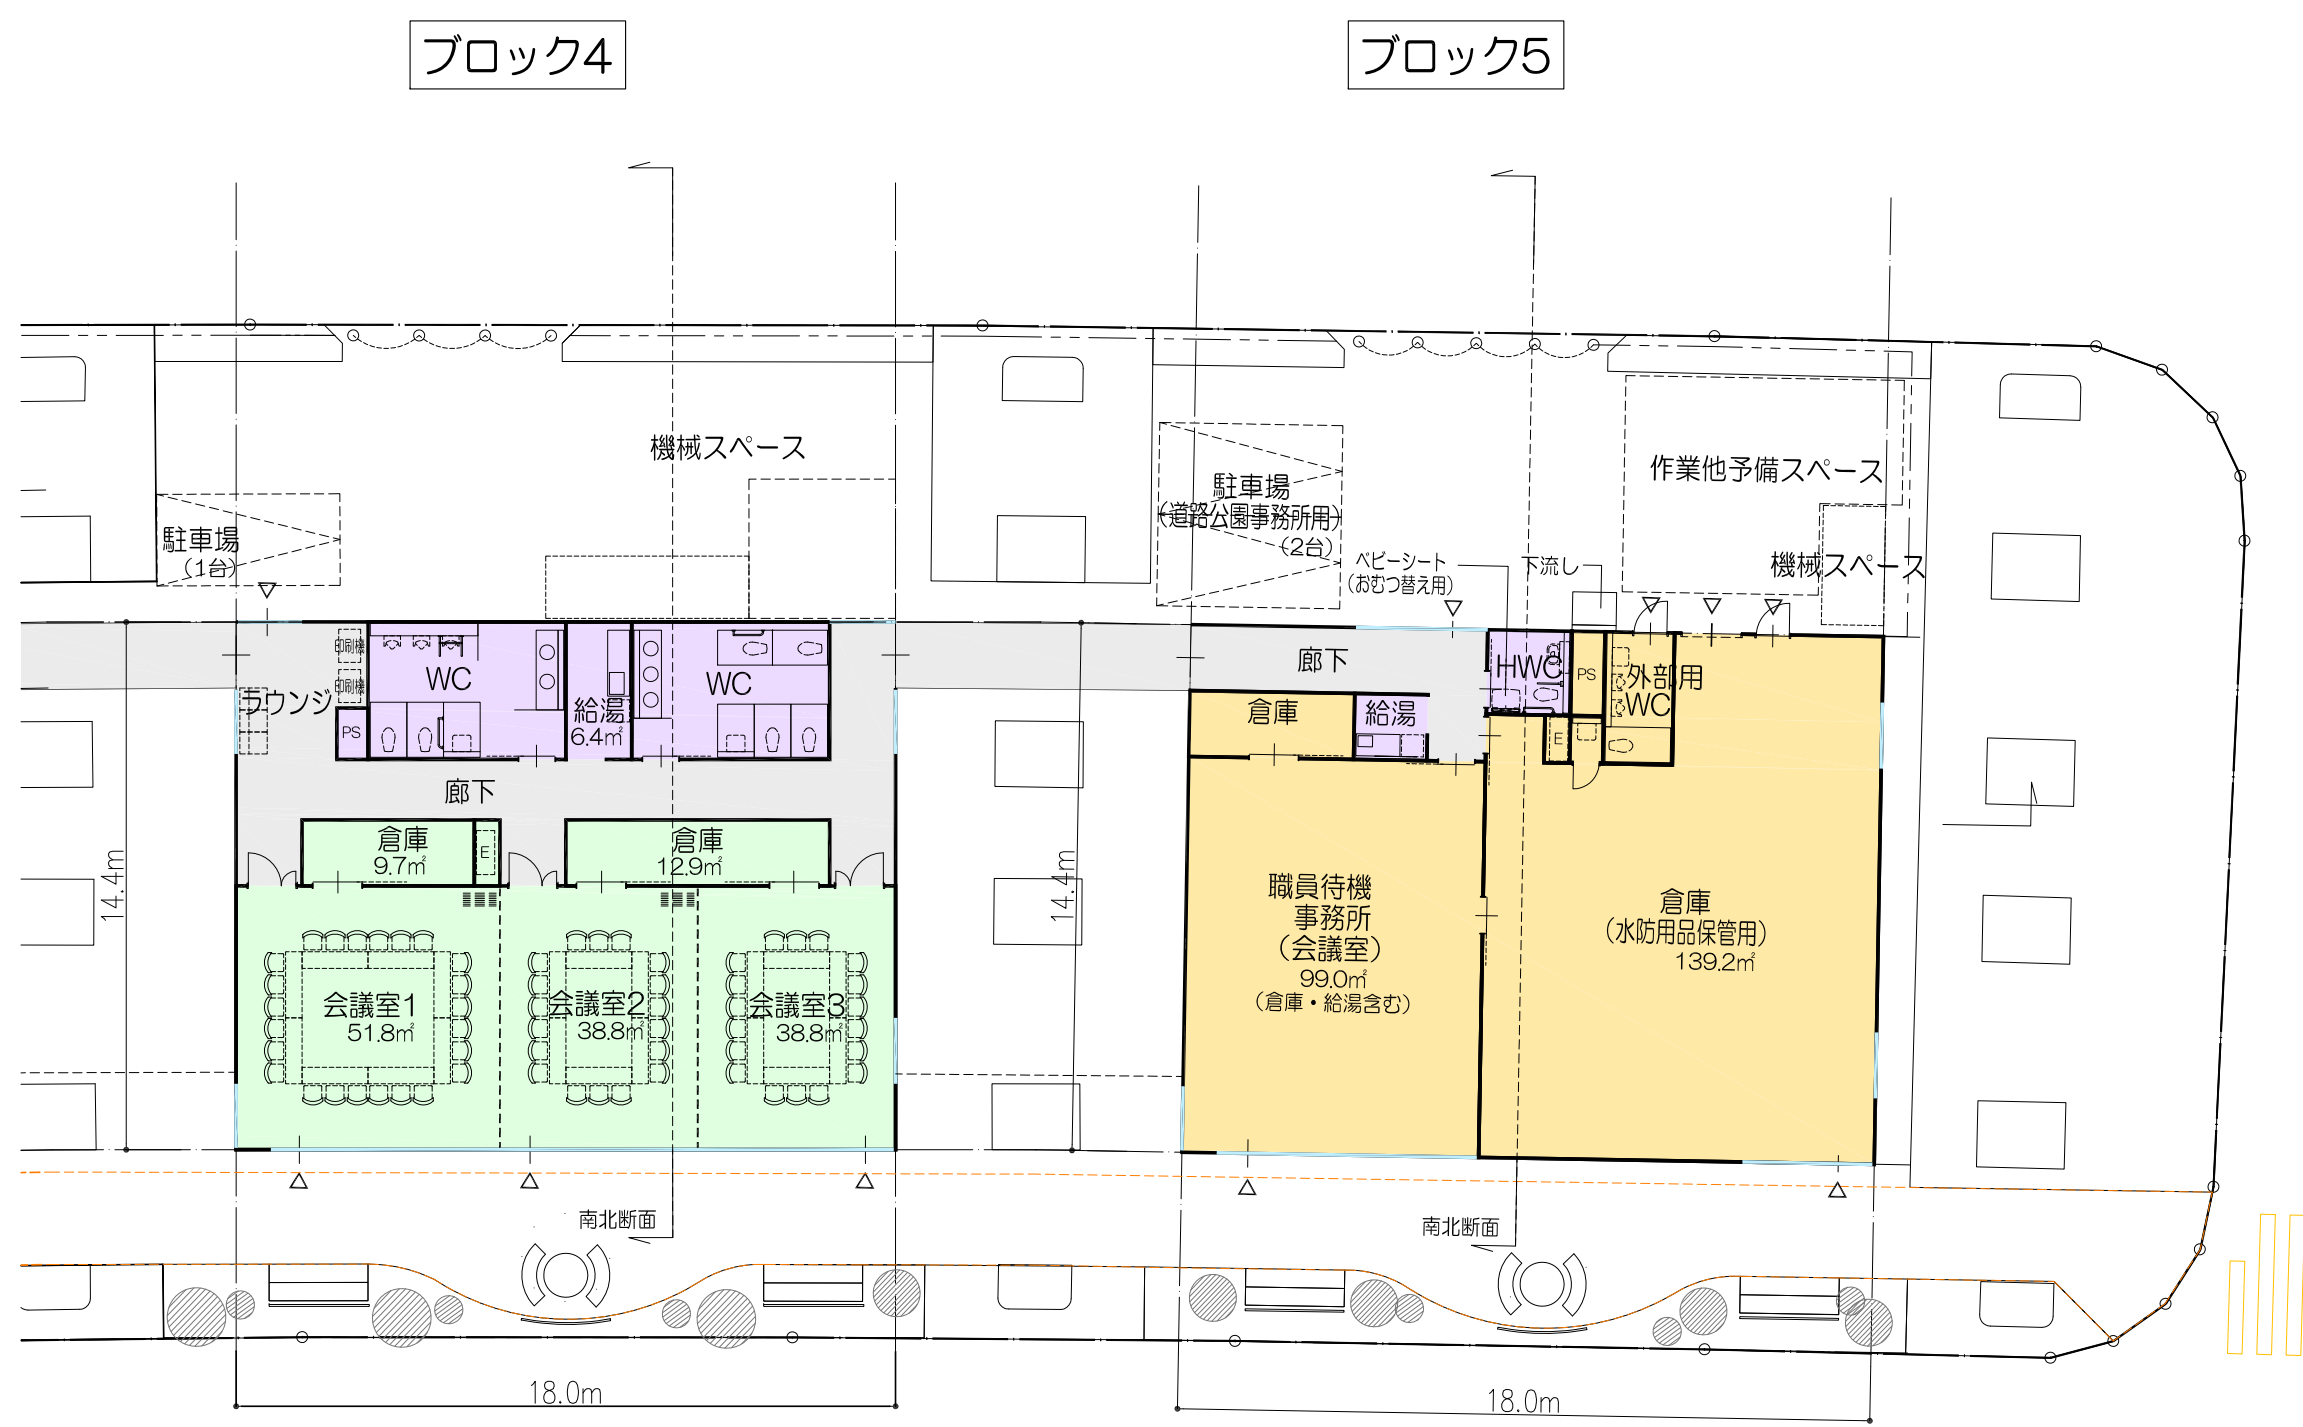 ブロック4
ブロック5
機械スペース
駐車場
(1台)
駐車場
(道路公園事務所用)
(2台)
作業他予備スペース
機械スペース
ベビーシート
(おむつ替え用)
下流し
印刷機
印刷機
ラウンジ
PS
WC
給湯
6.4㎡
WC
廊下
倉庫
9.7㎡
E
倉庫
12.9㎡
会議室1
51.8㎡
会議室2
38.8㎡
会議室3
38.8㎡
14.4m
廊下
HWC
PS
外部用
WC
倉庫
給湯
E
14.4m
職員待機
事務所
(会議室)
99.0㎡
(倉庫・給湯含む)
倉庫
(水防用品保管用)
139.2㎡
南北断面
南北断面
18.0m
18.0m